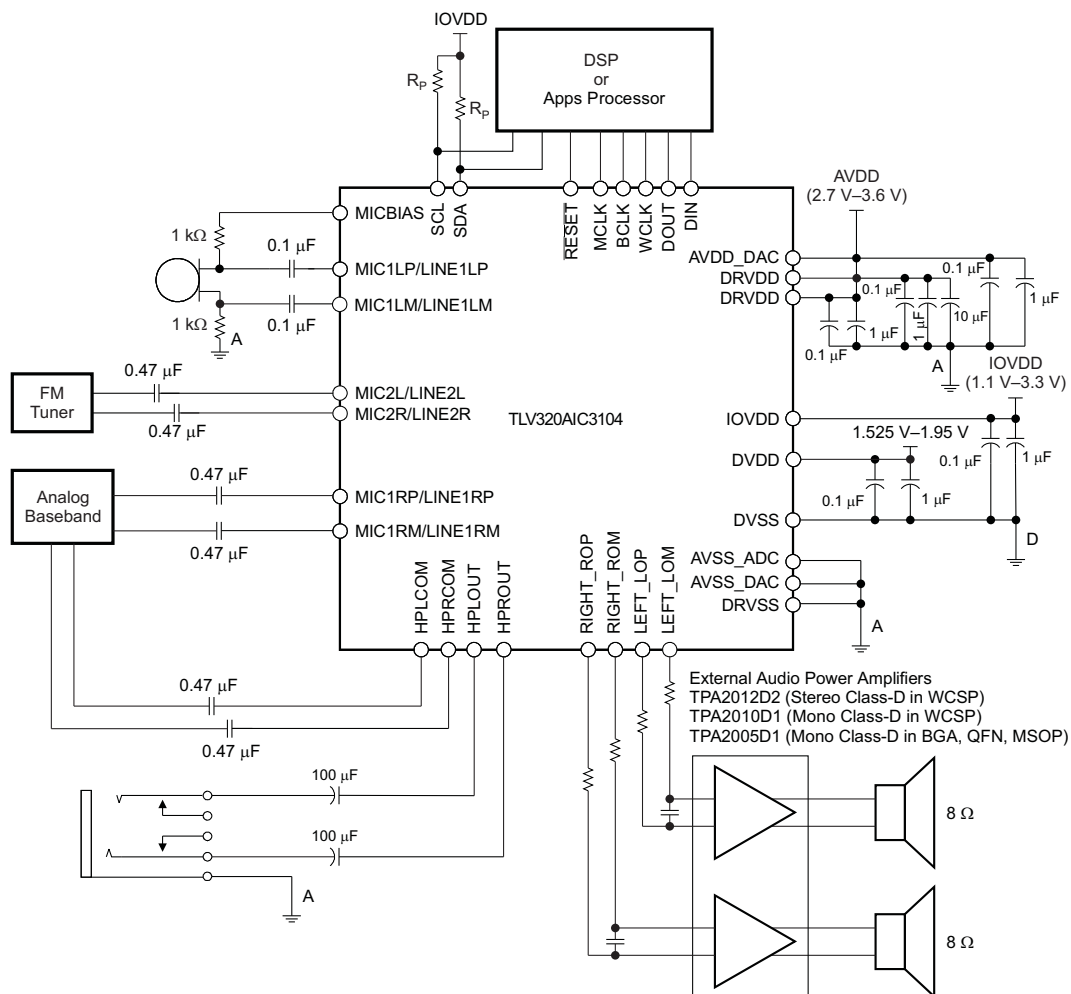 IOVDD
R_P
R_P
DSP
or
Apps Processor
SCL
SDA
RESET
MCLK
BCLK
WCLK
DOUT
DIN
AVDD
(2.7 V–3.6 V)
MICBIAS
1 kΩ
0.1 μF
MIC1LP/LINE1LP
MIC1LM/LINE1LM
1 kΩ
A
0.1 μF
AVDD_DAC
DRVDD
DRVDD
0.1 μF
0.1 μF
1 μF
10 μF
1 μF
1 μF
0.1 μF
A
FM
Tuner
0.47 μF
0.47 μF
MIC2L/LINE2L
MIC2R/LINE2R
TLV320AIC3104
IOVDD
(1.1 V–3.3 V)
IOVDD
1.525 V–1.95 V
DVDD
0.1 μF
1 μF
0.1 μF
1 μF
DVSS
D
Analog
Baseband
0.47 μF
0.47 μF
MIC1RP/LINE1RP
MIC1RM/LINE1RM
AVSS_ADC
AVSS_DAC
DRVSS
A
HPLCOM
HPRCOM
HPLOUT
HPROUT
RIGHT_ROP
RIGHT_ROM
LEFT_LOP
LEFT_LOM
0.47 μF
0.47 μF
External Audio Power Amplifiers
TPA2012D2 (Stereo Class-D in WCSP)
TPA2010D1 (Mono Class-D in WCSP)
TPA2005D1 (Mono Class-D in BGA, QFN, MSOP)
100 μF
100 μF
A
8 Ω
8 Ω